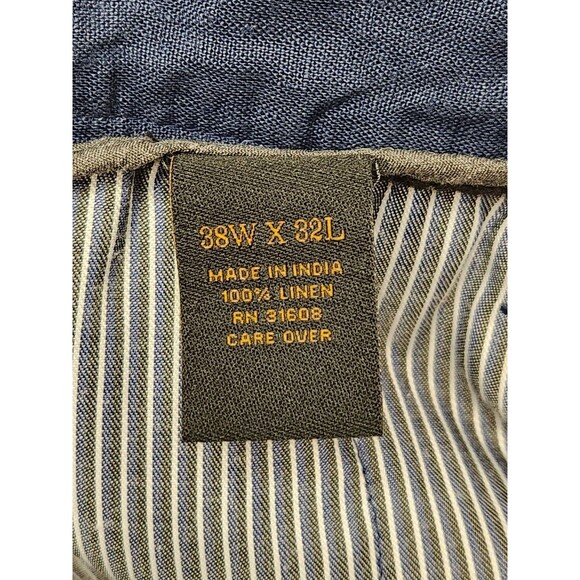 38W X 32L
MADE IN INDIA
100% LINEN
RN 31608
CARE OVER